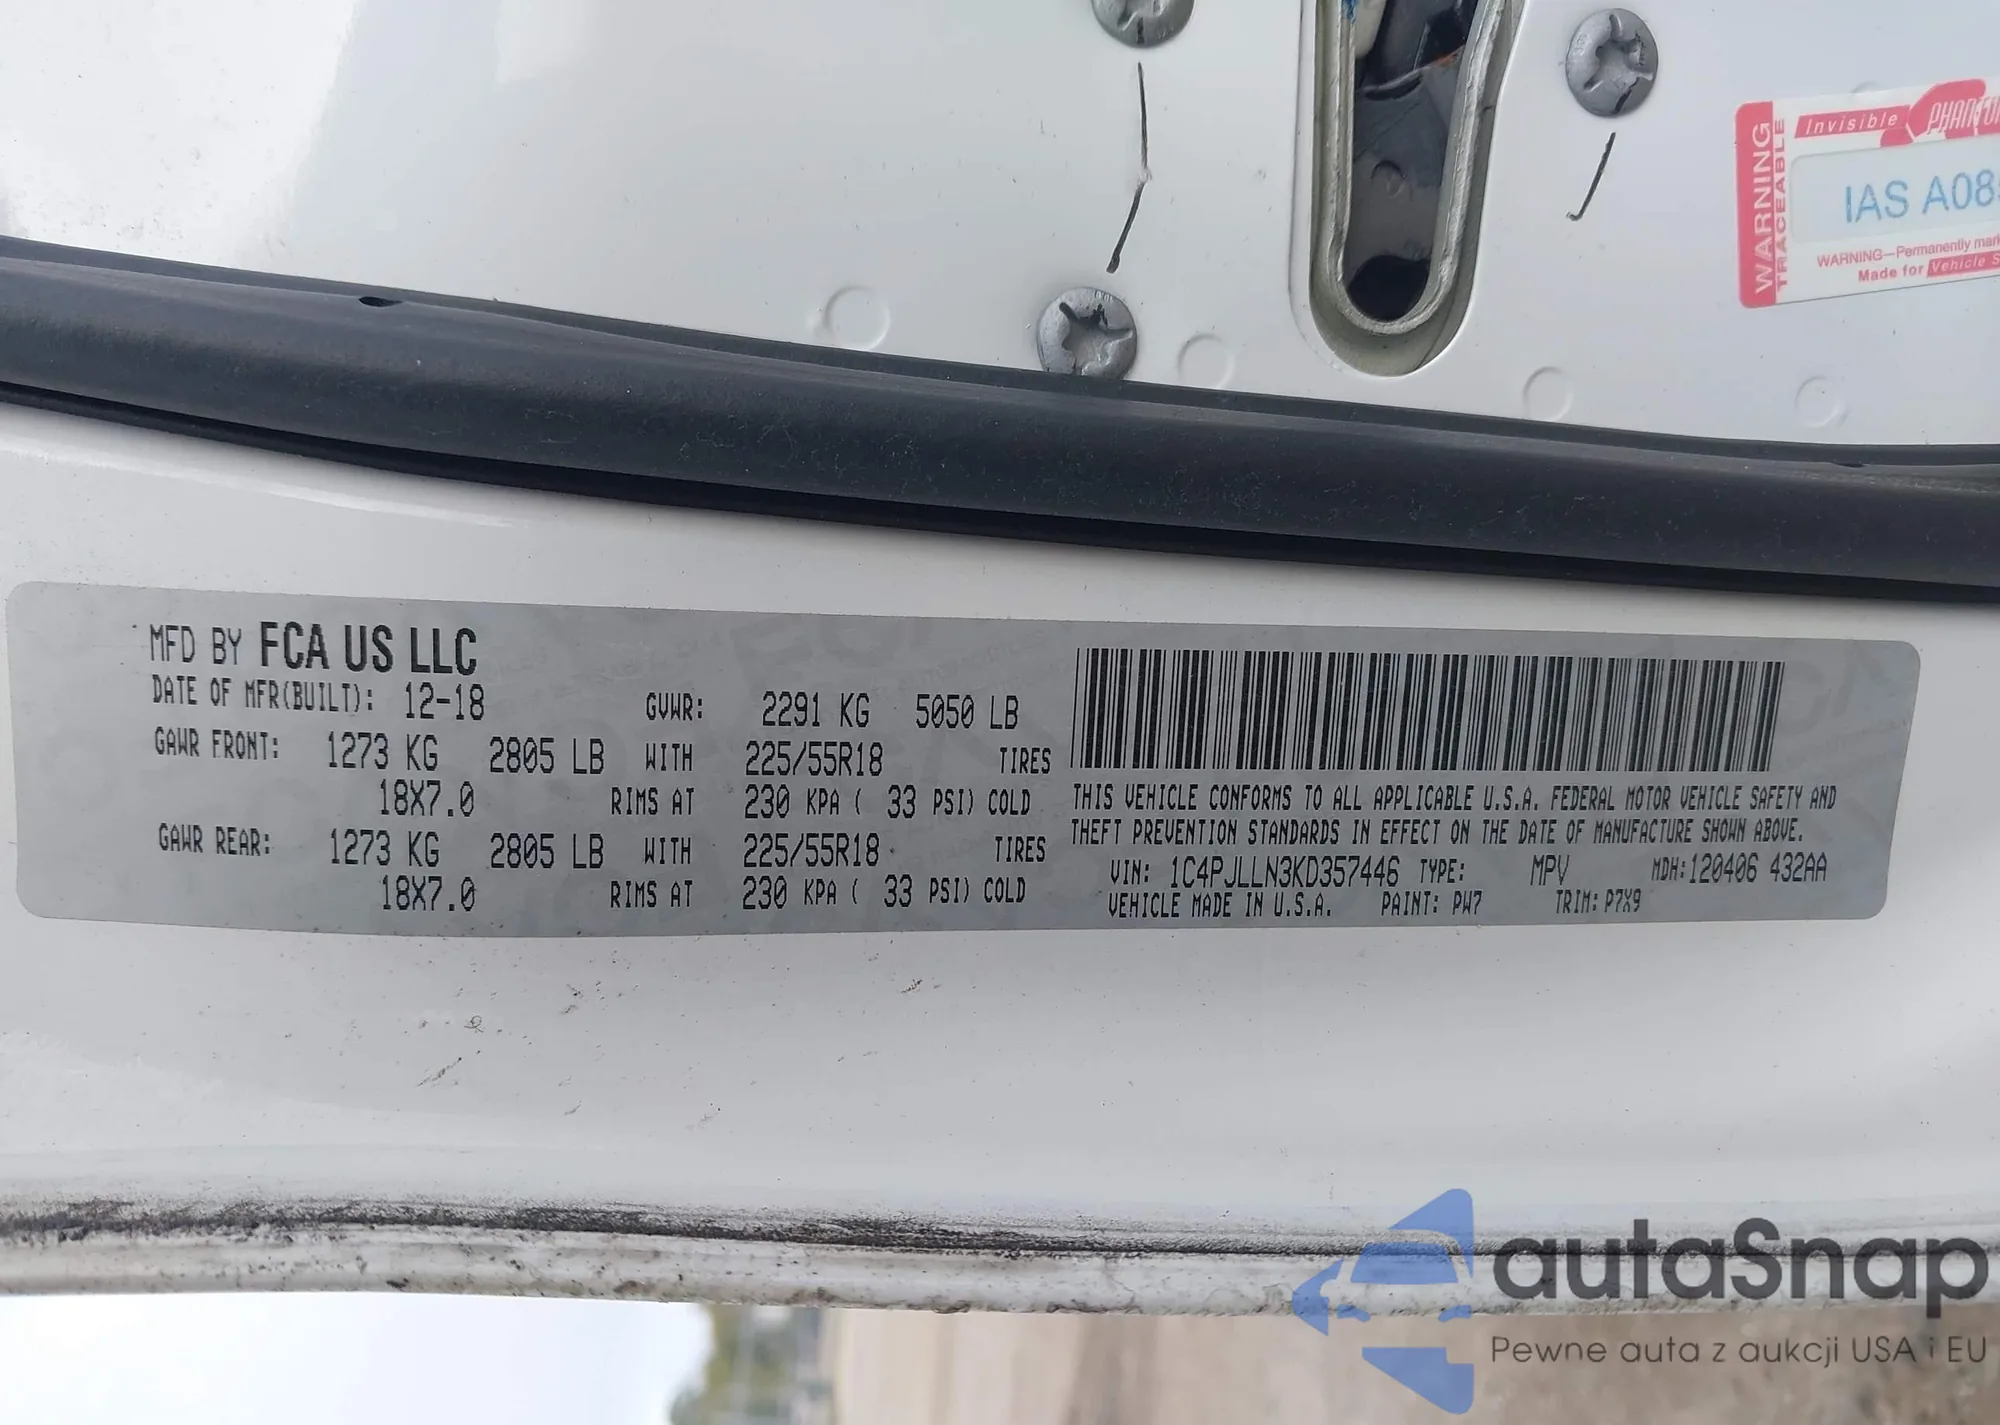 WARNING
TRACEABLE
Invisible
IAS A08
WARNING—Permanently
Made for Vehicle
MFD BY FCA US LLC
DATE OF MFR(BUILT): 12-18 GVWR: 2291 KG 5050 LB
GAWR FRONT: 1273 KG 2805 LB WITH 225/55R18 TIRES
18X7.0 RIMS AT 230 KPA ( 33 PSI) COLD
GAWR REAR: 1273 KG 2805 LB WITH 225/55R18 TIRES
18X7.0 RIMS AT 230 KPA ( 33 PSI) COLD
THIS VEHICLE CONFORMS TO ALL APPLICABLE U.S.A. FEDERAL MOTOR VEHICLE SAFETY AND
THEFT PREVENTION STANDARDS IN EFFECT ON THE DATE OF MANUFACTURE SHOWN ABOVE.
VIN: 1C4PJLLN3KD357446 TYPE: MPV MDH:120406 432AA
VEHICLE MADE IN U.S.A. PAINT: PW7 TRIM: P7X9
autaSnap
Pewne auta z aukcji USA i EU